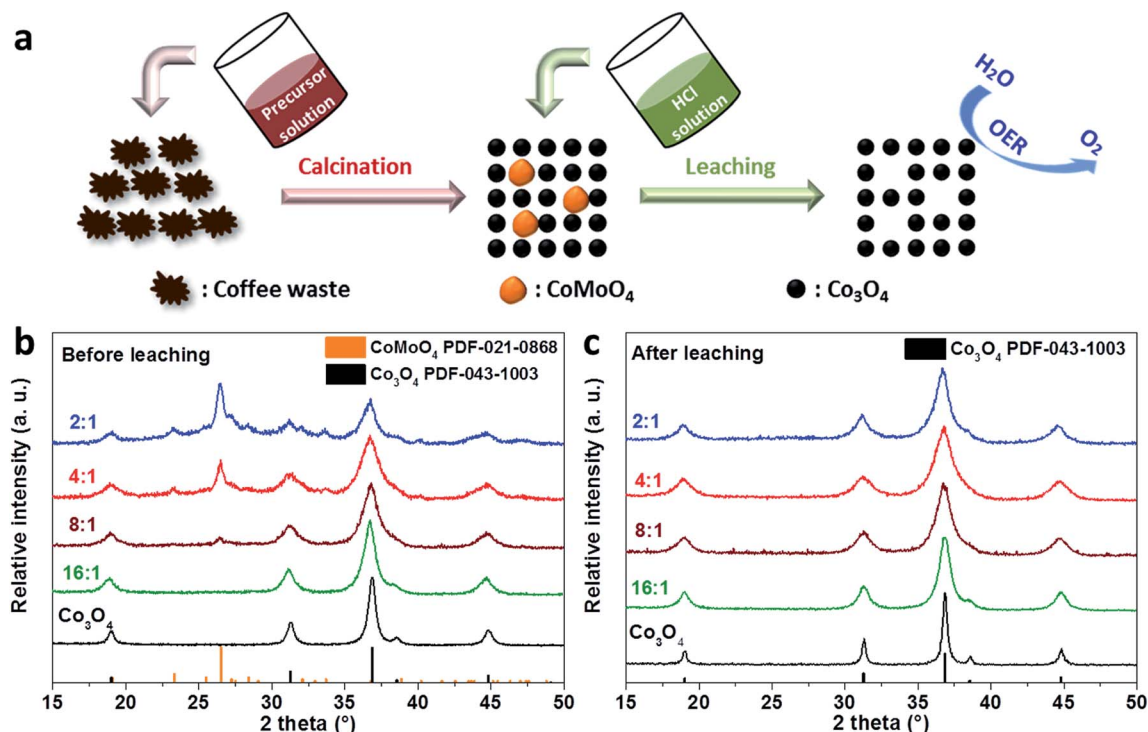 a
Precursor
solution
HCl
solution
H₂O
OER
O₂
Calcination
Leaching
: Coffee waste
: CoMoO₄
: Co₃O₄
b
Before leaching
CoMoO₄ PDF-021-0868
Co₃O₄ PDF-043-1003
2:1
4:1
8:1
16:1
Co₃O₄
Relative intensity (a. u.)
15 20 25 30 35 40 45 50
2 theta (°)
c
After leaching
Co₃O₄ PDF-043-1003
2:1
4:1
8:1
16:1
Co₃O₄
Relative intensity (a. u.)
15 20 25 30 35 40 45 50
2 theta (°)